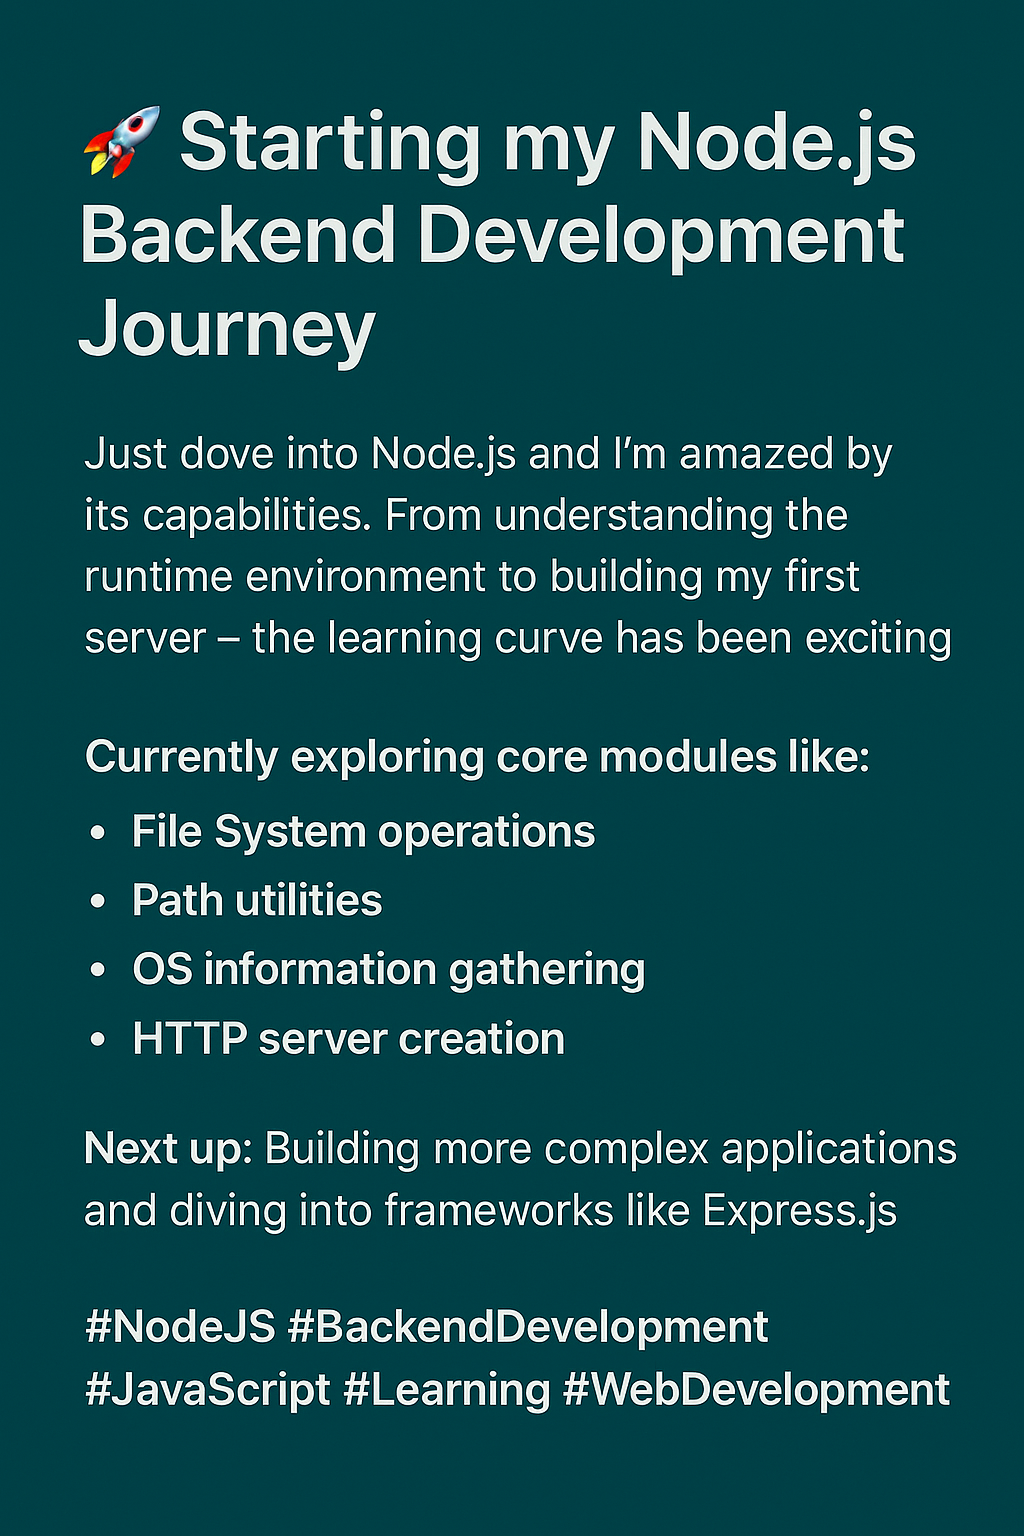 🚀 Starting my Node.js
Backend Development
Journey
Just dove into Node.js and I’m amazed by
its capabilities. From understanding the
runtime environment to building my first
server – the learning curve has been exciting
Currently exploring core modules like:
• File System operations
• Path utilities
• OS information gathering
• HTTP server creation
Next up: Building more complex applications
and diving into frameworks like Express.js
#NodeJS #BackendDevelopment
#JavaScript #Learning #WebDevelopment